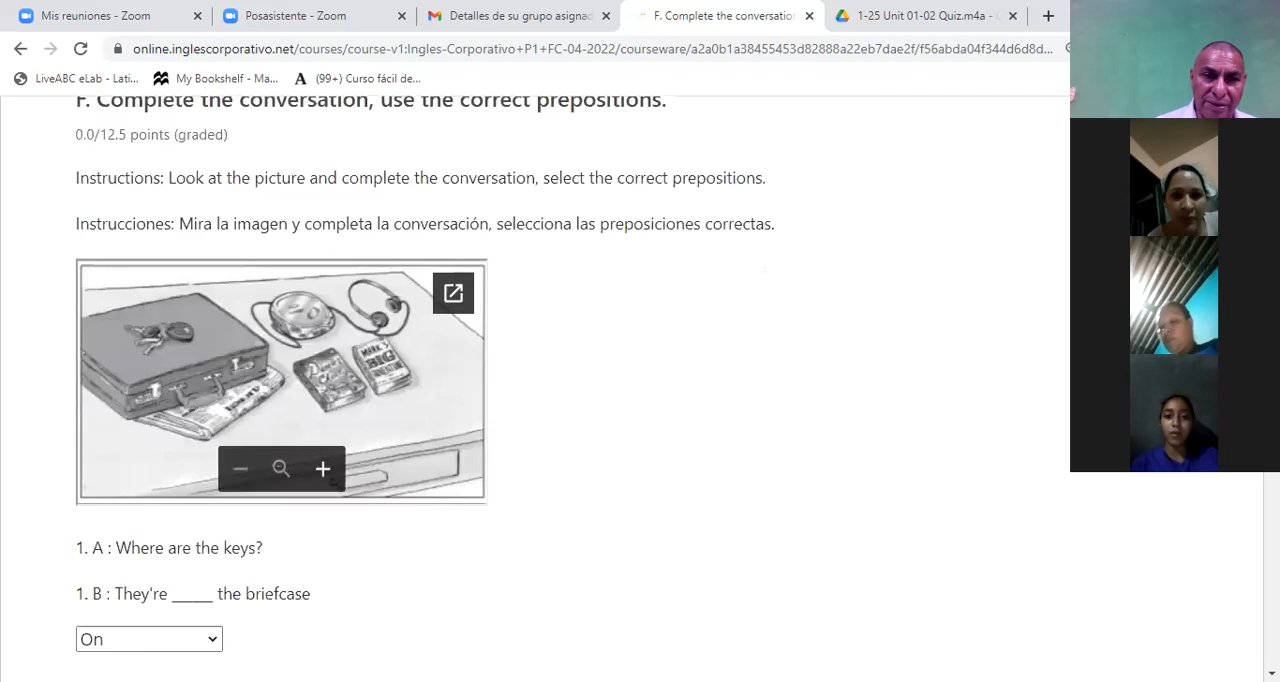 Mis reuniones - Zoom
Posasistente - Zoom
Detalles de su grupo asignad
F. Complete the conversation
1-25 Unit 01-02 Quiz.m4a -
online.inglescorporativo.net/courses/course-v1:Ingles-Corporativo+P1+FC-04-2022/courseware/a2a0b1a38455453d82888a22eb7dae2f/f56abda04f344d6d8d...
LiveABC eLab - Lati...
My Bookshelf - Ma...
(99+) Curso fácil de...
F. Complete the conversation, use the correct prepositions.
0.0/12.5 points (graded)
Instructions: Look at the picture and complete the conversation, select the correct prepositions.
Instrucciones: Mira la imagen y completa la conversación, selecciona las preposiciones correctas.
BIG
1. A : Where are the keys?
1. B : They're _____ the briefcase
On